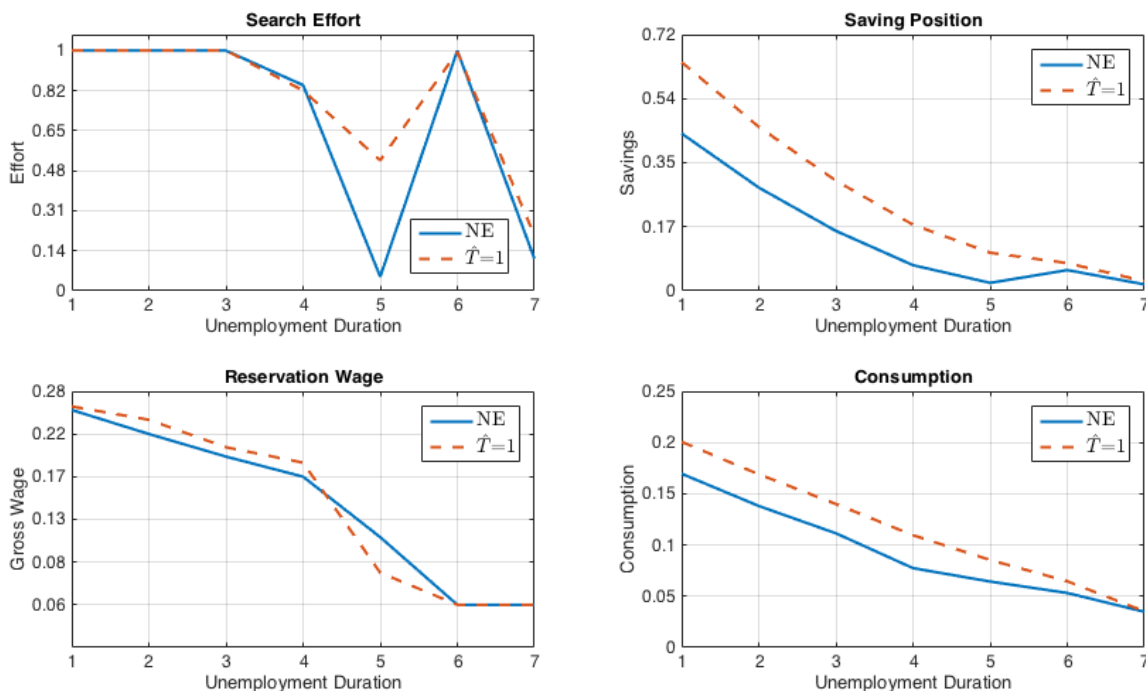 Search Effort
1
0.82
0.65
0.48
0.31
0.14
0
Effort
NE
T̂=1
1 2 3 4 5 6 7
Unemployment Duration
Saving Position
0.72
0.54
0.35
0.17
0
Savings
NE
T̂=1
1 2 3 4 5 6 7
Unemployment Duration
Reservation Wage
0.28
0.22
0.17
0.13
0.08
0.06
Gross Wage
NE
T̂=1
1 2 3 4 5 6 7
Unemployment Duration
Consumption
0.25
0.2
0.15
0.1
0.05
0
Consumption
NE
T̂=1
1 2 3 4 5 6 7
Unemployment Duration